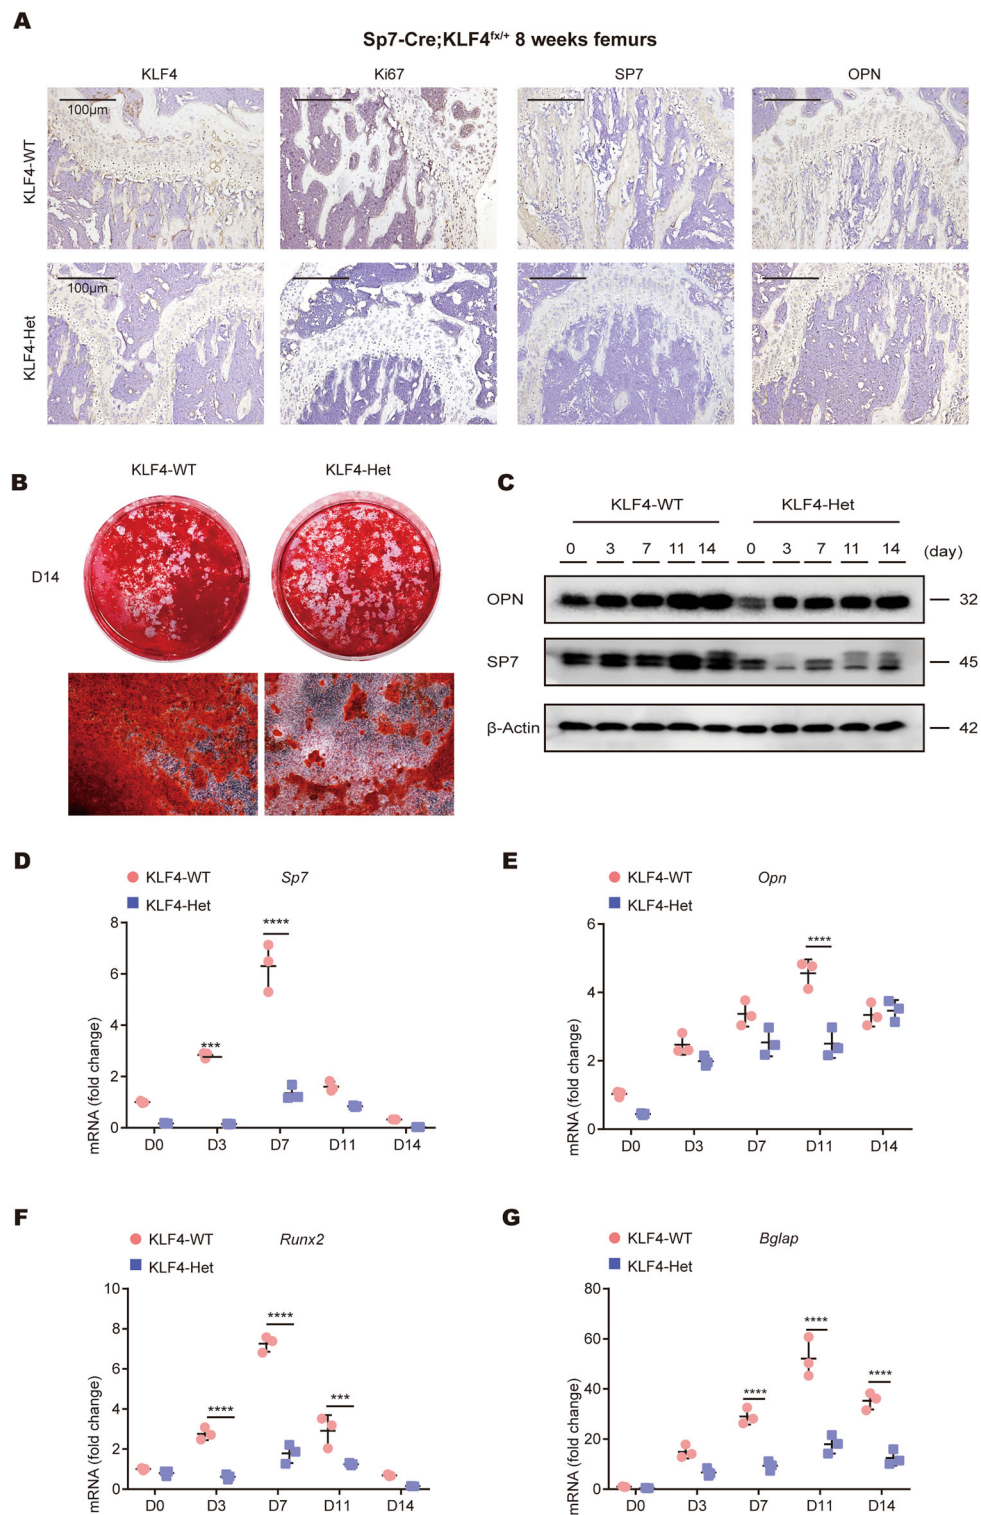 A
Sp7-Cre;KLF4fx/+ 8 weeks femurs
KLF4 Ki67 SP7 OPN
KLF4-WT
100μm
KLF4-Het
100μm
B
KLF4-WT KLF4-Het
D14
C
KLF4-WT KLF4-Het
0 3 7 11 14 0 3 7 11 14 (day)
OPN 32
SP7 45
β-Actin 42
D
KLF4-WT
KLF4-Het
Sp7
mRNA (fold change)
8
6
4
2
0
***
****
D0 D3 D7 D11 D14
E
KLF4-WT
KLF4-Het
Opn
mRNA (fold change)
6
4
2
0
****
D0 D3 D7 D11 D14
F
KLF4-WT
KLF4-Het
Runx2
mRNA (fold change)
10
8
6
4
2
0
****
****
***
D0 D3 D7 D11 D14
G
KLF4-WT
KLF4-Het
Bglap
mRNA (fold change)
80
60
40
20
0
****
****
****
D0 D3 D7 D11 D14